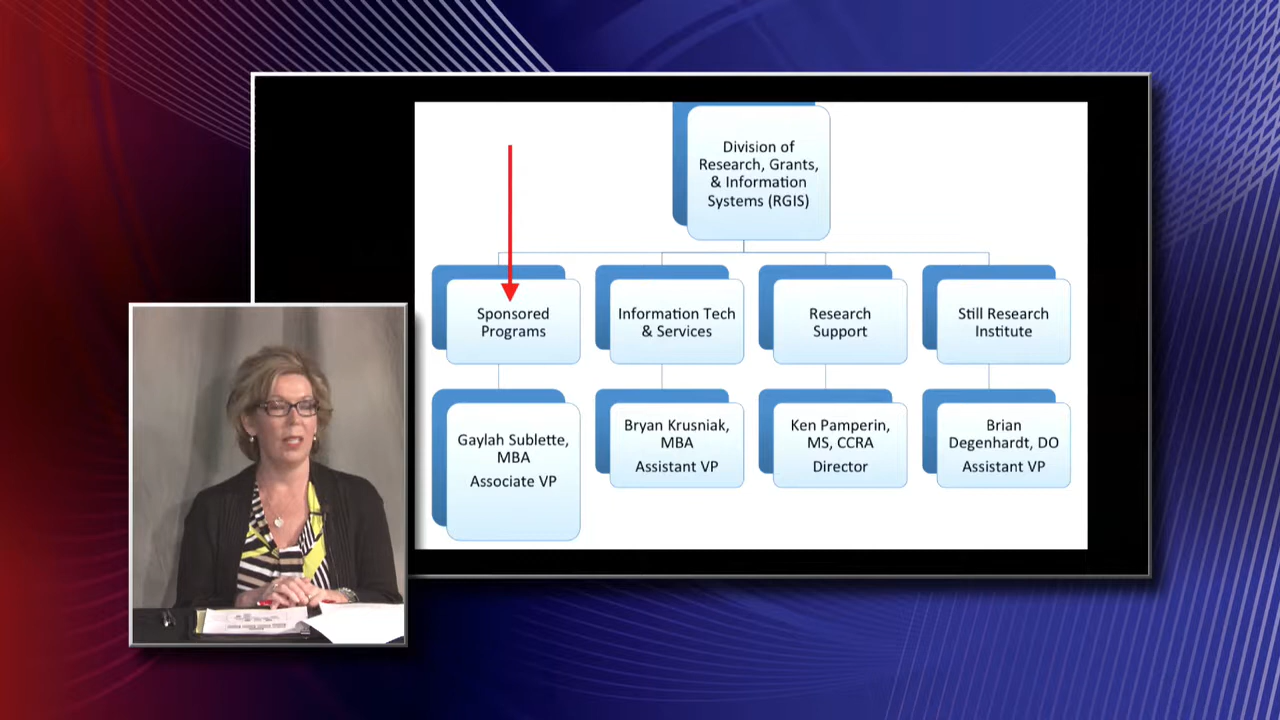 Division of
Research, Grants,
& Information
Systems (RGIS)
Sponsored
Programs
Information Tech
& Services
Research
Support
Still Research
Institute
Gaylah Sublette,
MBA
Associate VP
Bryan Krusniak,
MBA
Assistant VP
Ken Pamperin,
MS, CCRA
Director
Brian
Degenhardt, DO
Assistant VP